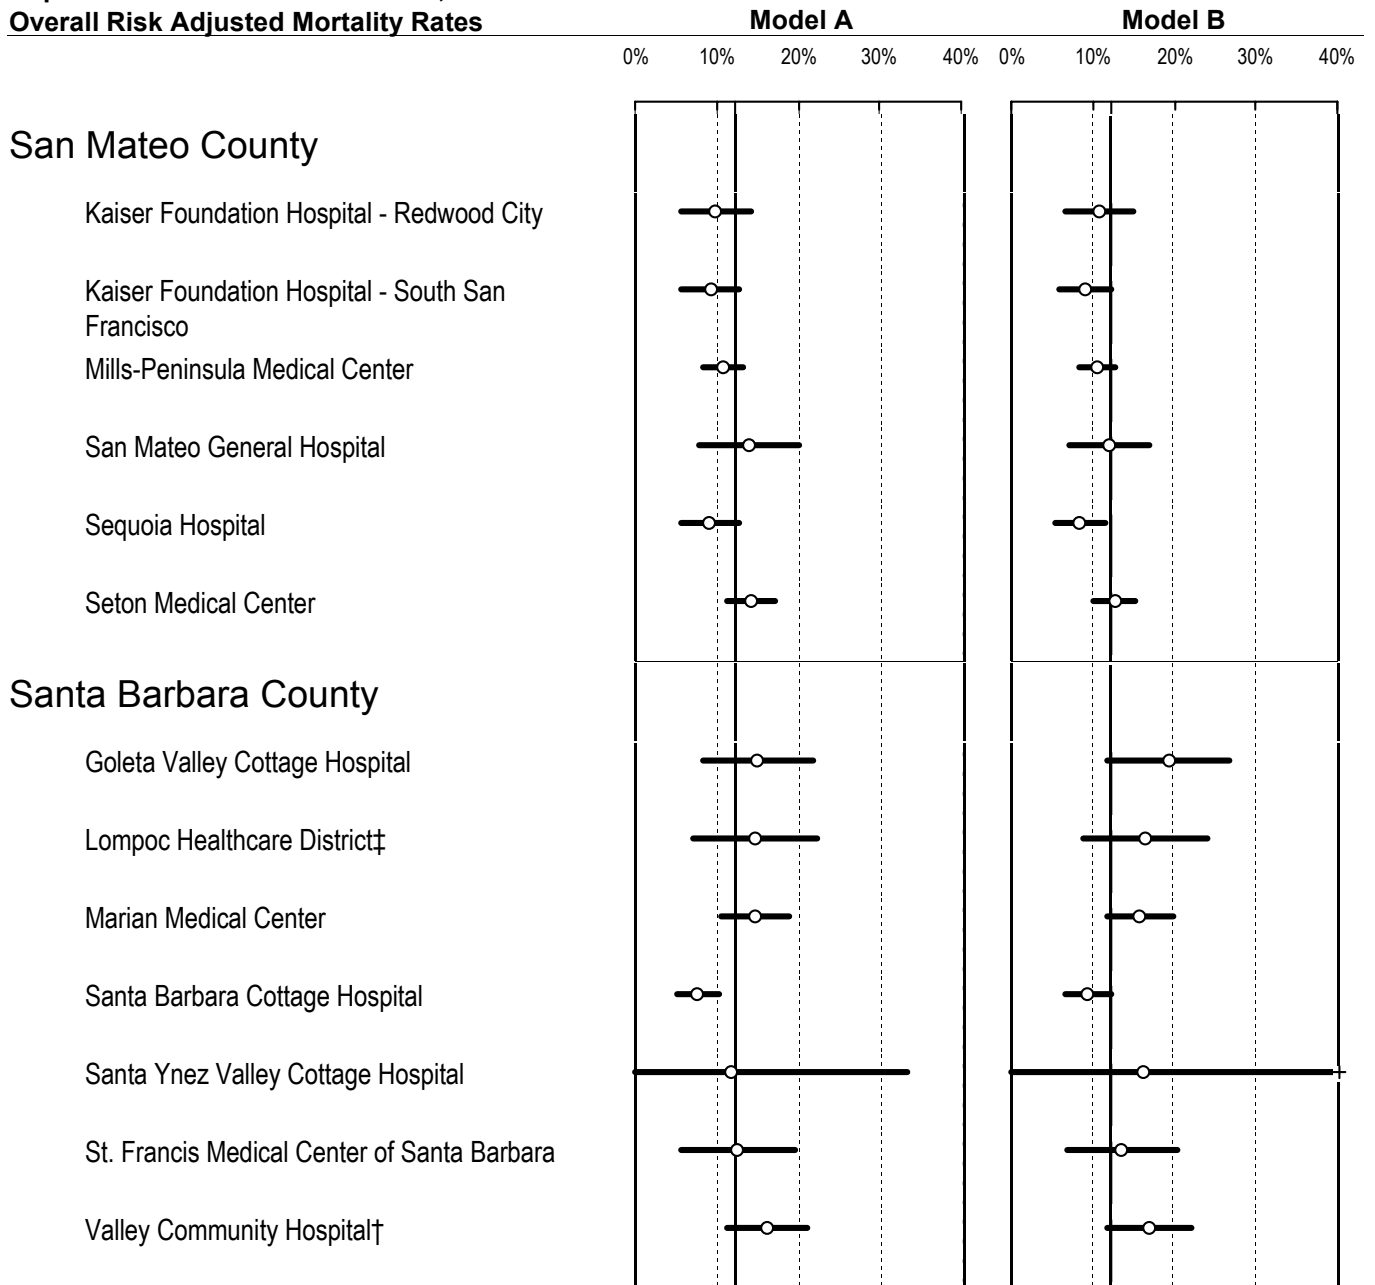 Overall Risk Adjusted Mortality Rates Model A Model B
0% 10% 20% 30% 40% 0% 10% 20% 30% 40%
San Mateo County
Kaiser Foundation Hospital - Redwood City
Kaiser Foundation Hospital - South San
Francisco
Mills-Peninsula Medical Center
San Mateo General Hospital
Sequoia Hospital
Seton Medical Center
Santa Barbara County
Goleta Valley Cottage Hospital
Lompoc Healthcare District‡
Marian Medical Center
Santa Barbara Cottage Hospital
Santa Ynez Valley Cottage Hospital
St. Francis Medical Center of Santa Barbara
Valley Community Hospital†